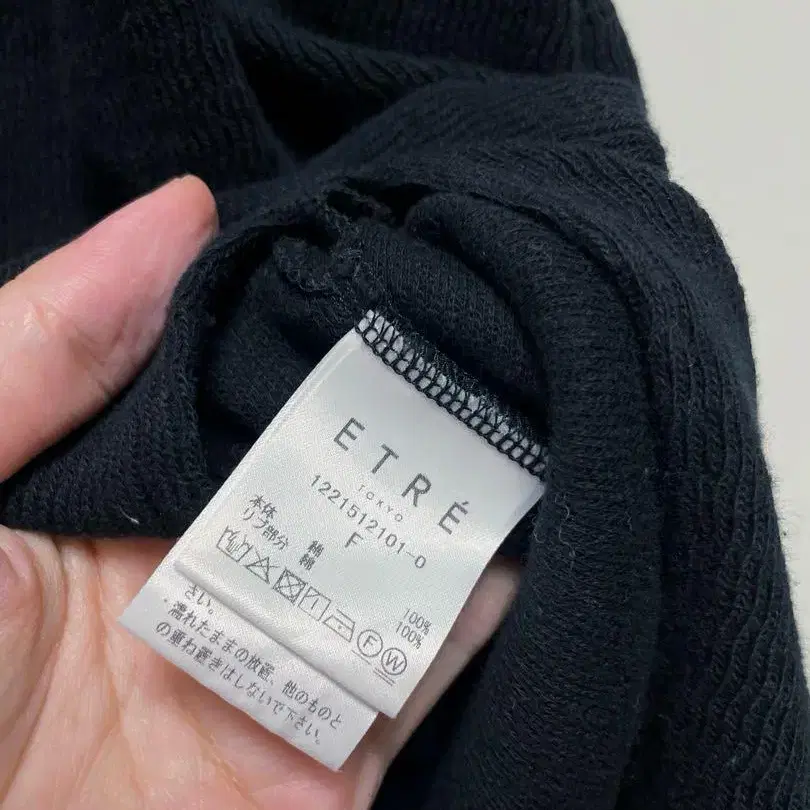 ETRÉ
TOKYO
1221512101-0
F
本体 綿 100%
リブ部分 綿 100%
F W
さい。
・濡れたままの放置、他のものと
の重ね置きはしないで下さい。